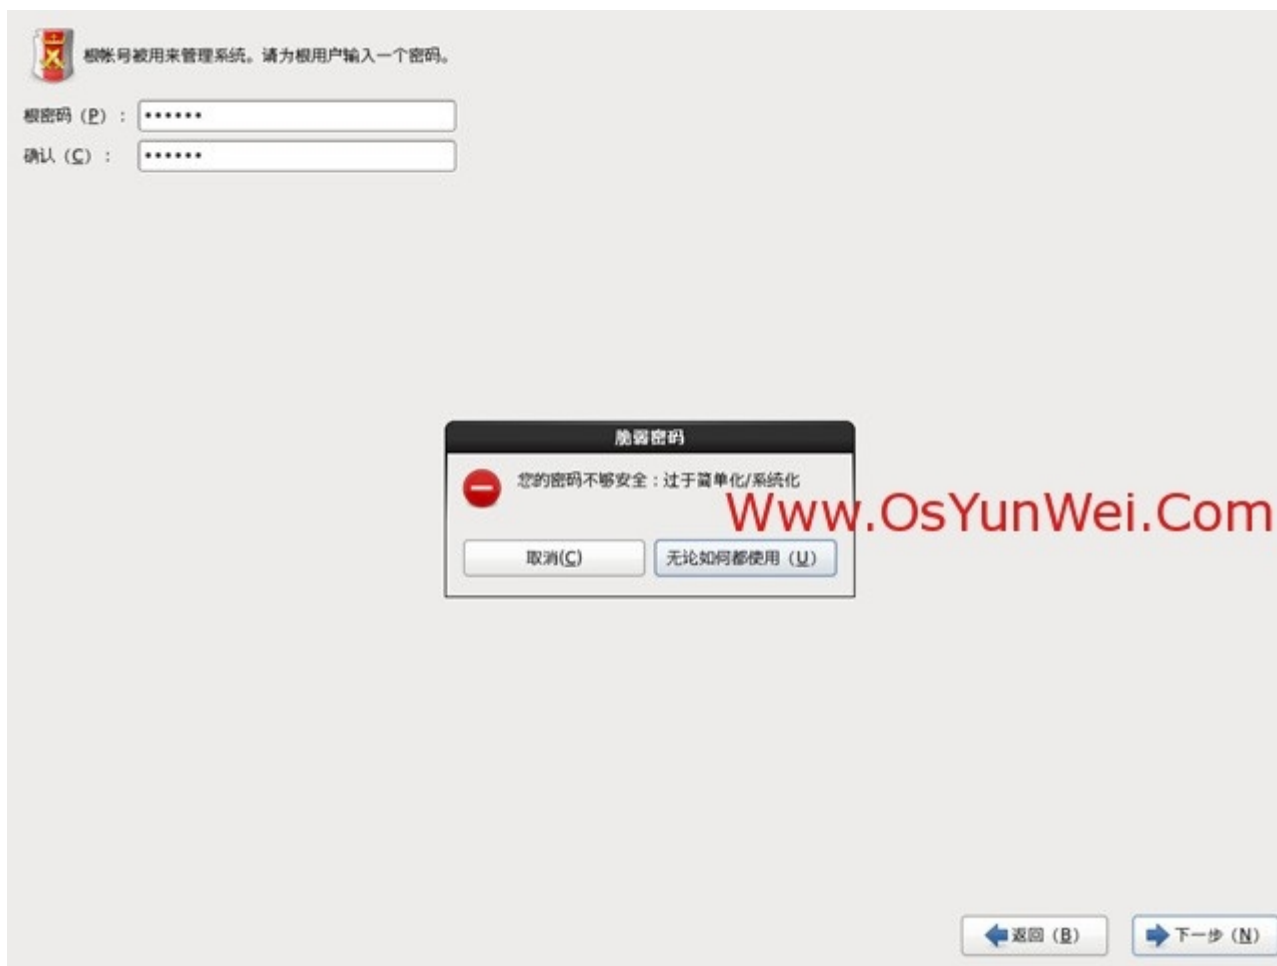 根帐号被用来管理系统。请为根用户输入一个密码。
根密码（P）：
••••••
确认（C）：
••••••
脆弱密码
您的密码不够安全：过于简单化/系统化
Www.OsYunWei.Com
取消(C)
无论如何都使用（U）
返回（B）
下一步（N）